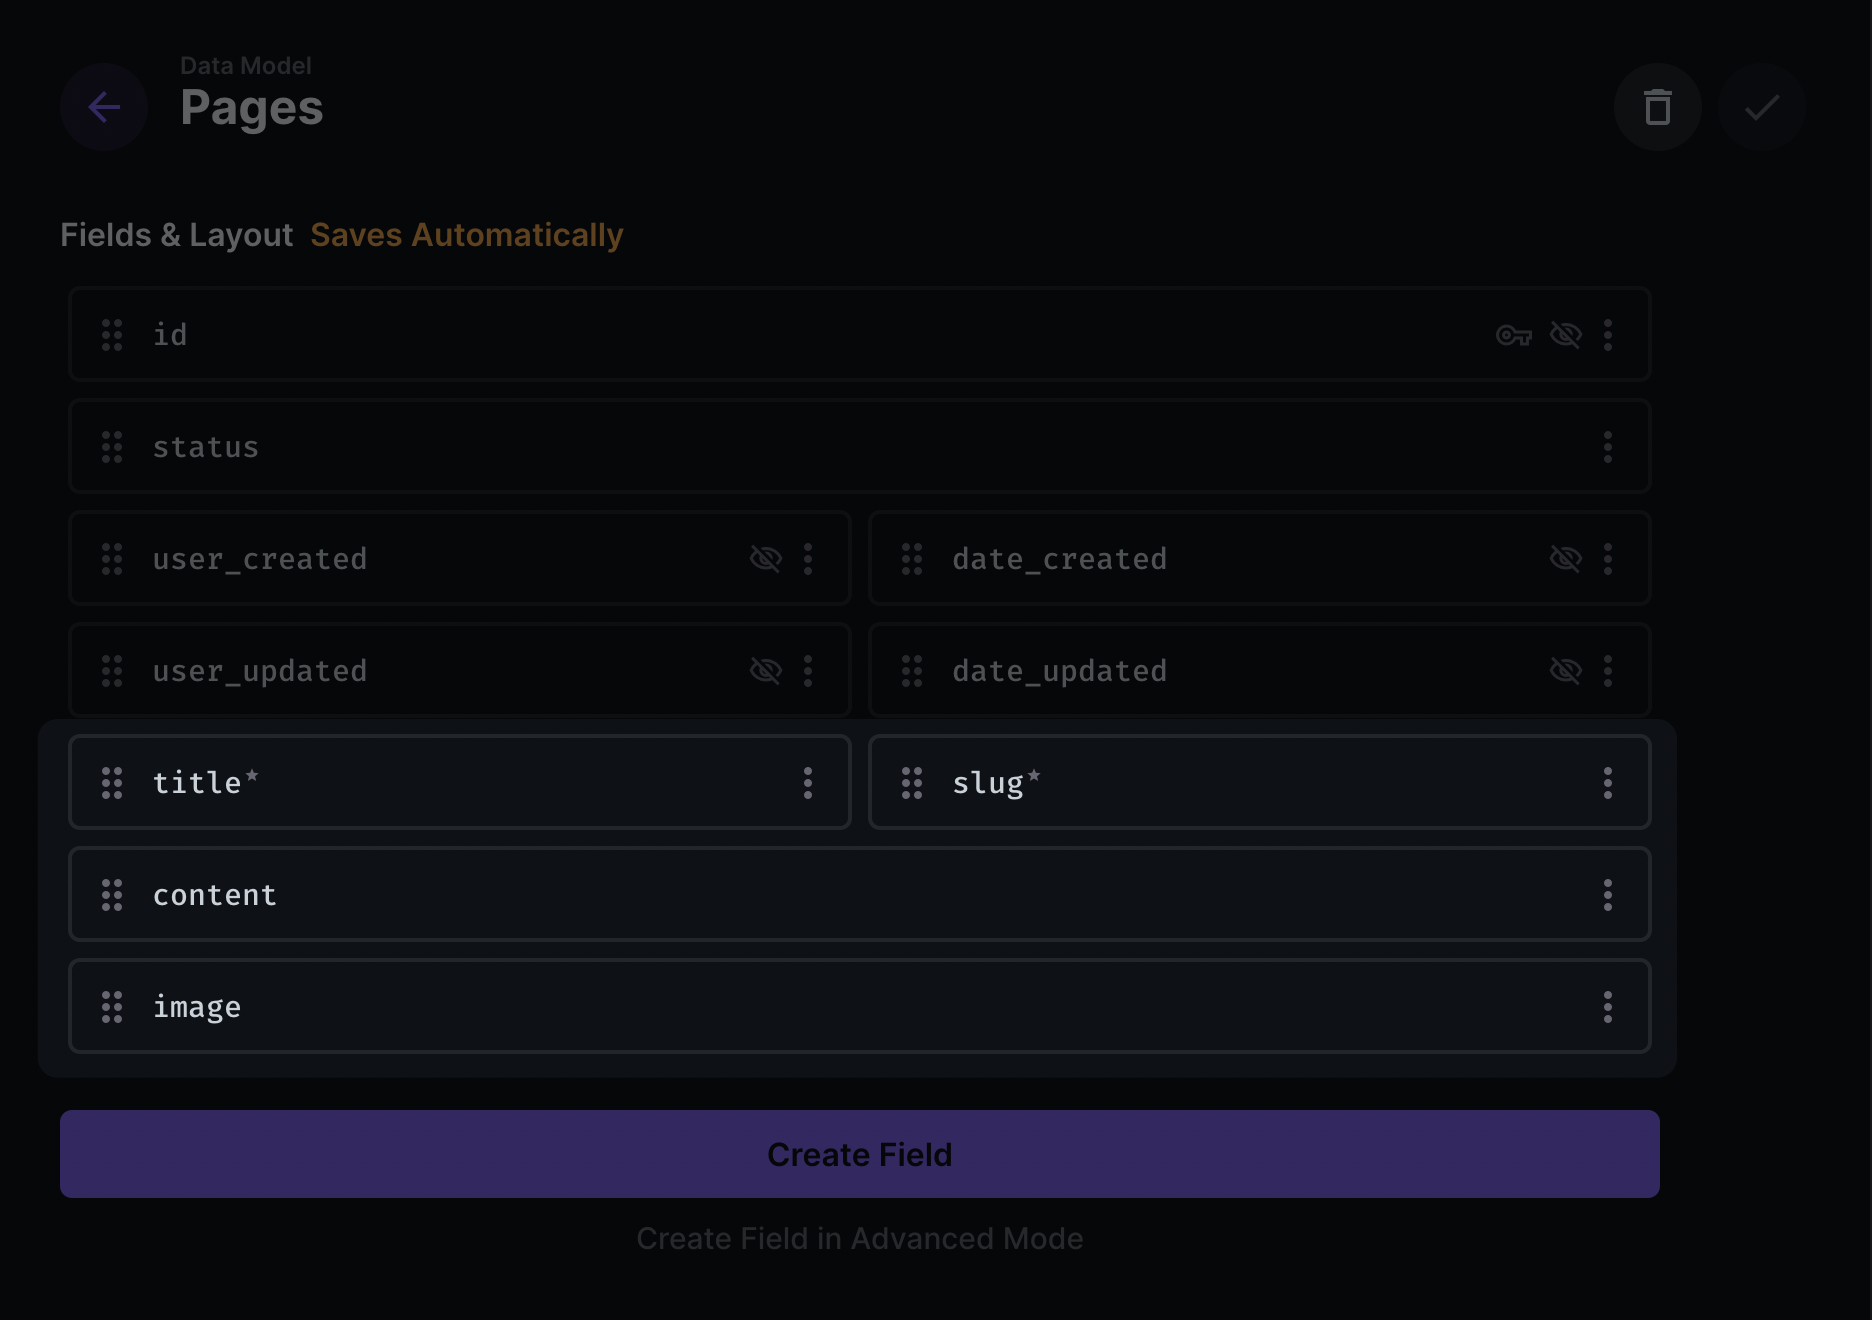 Data Model
Pages
Fields & Layout Saves Automatically
id
status
user_created
date_created
user_updated
date_updated
title*
slug*
content
image
Create Field
Create Field in Advanced Mode